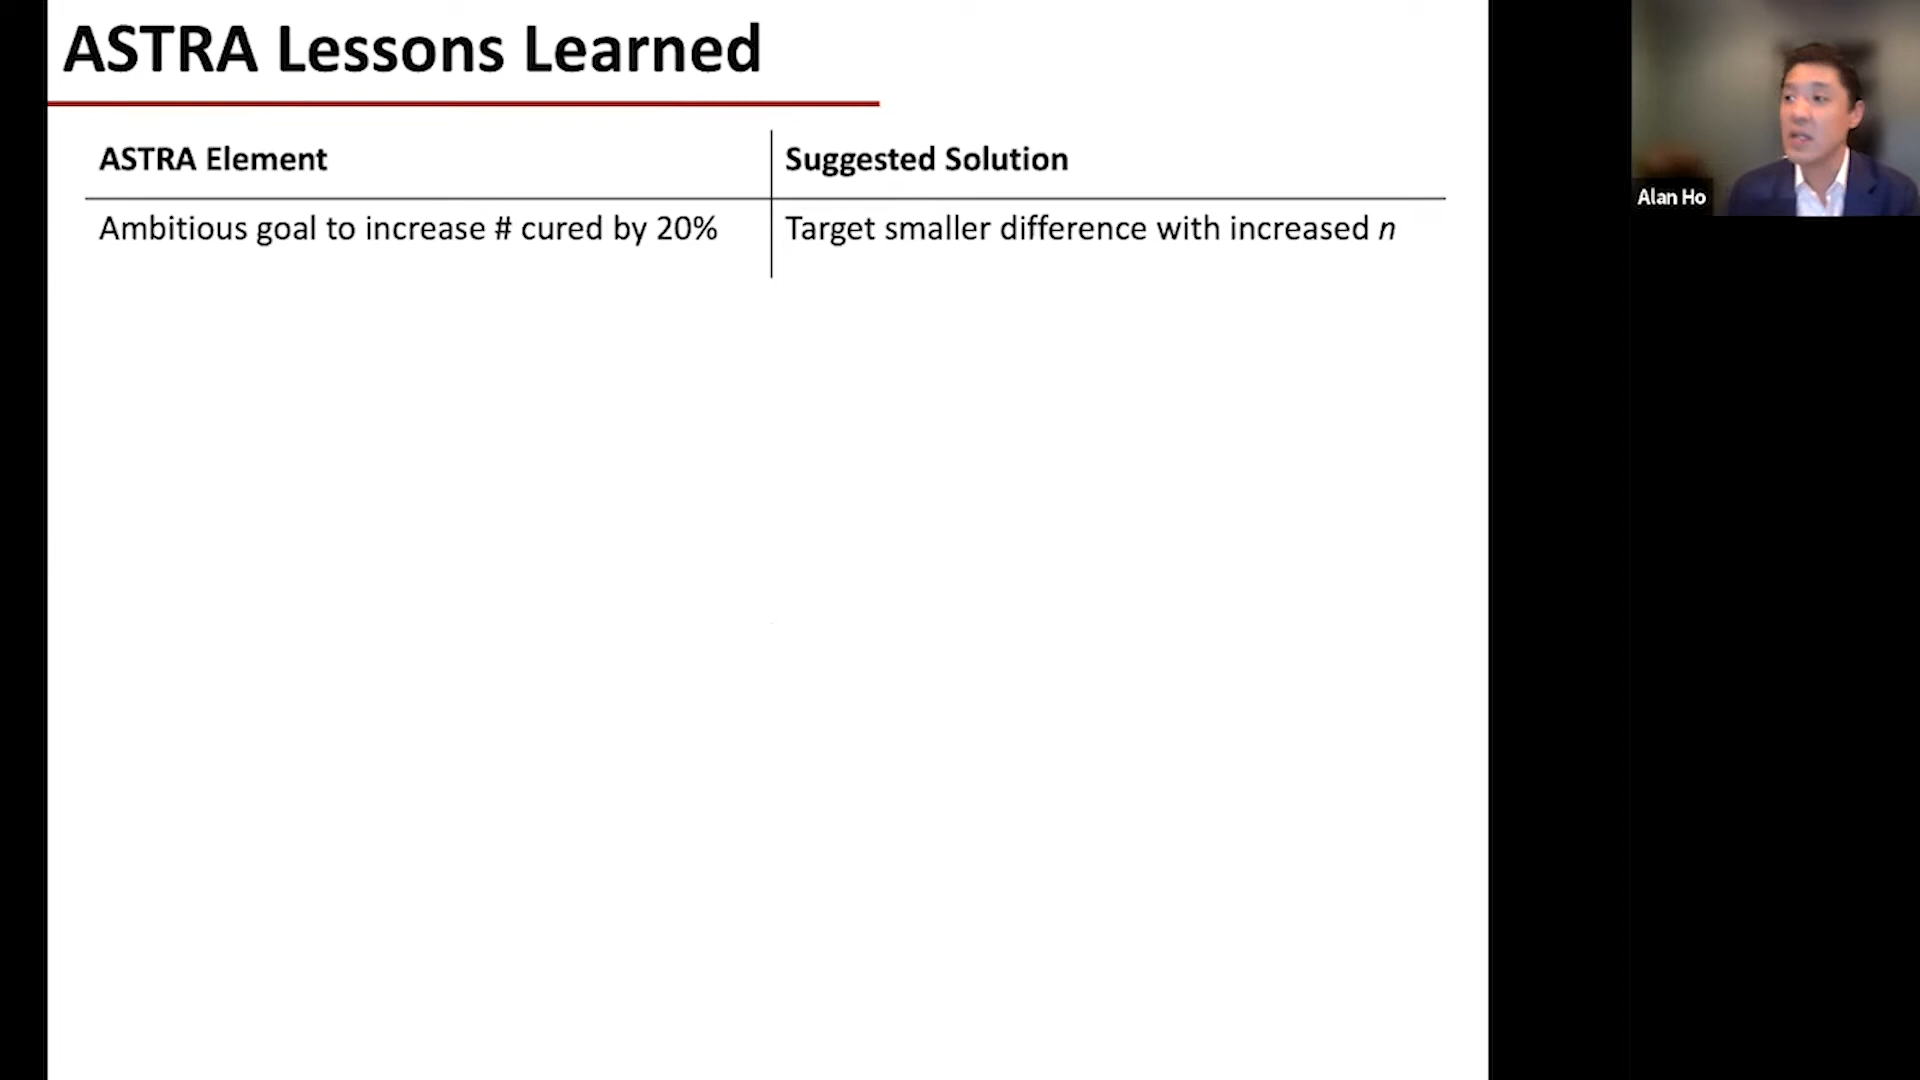 ASTRA Lessons Learned
ASTRA Element
Suggested Solution
Ambitious goal to increase # cured by 20%
Target smaller difference with increased n
Alan Ho